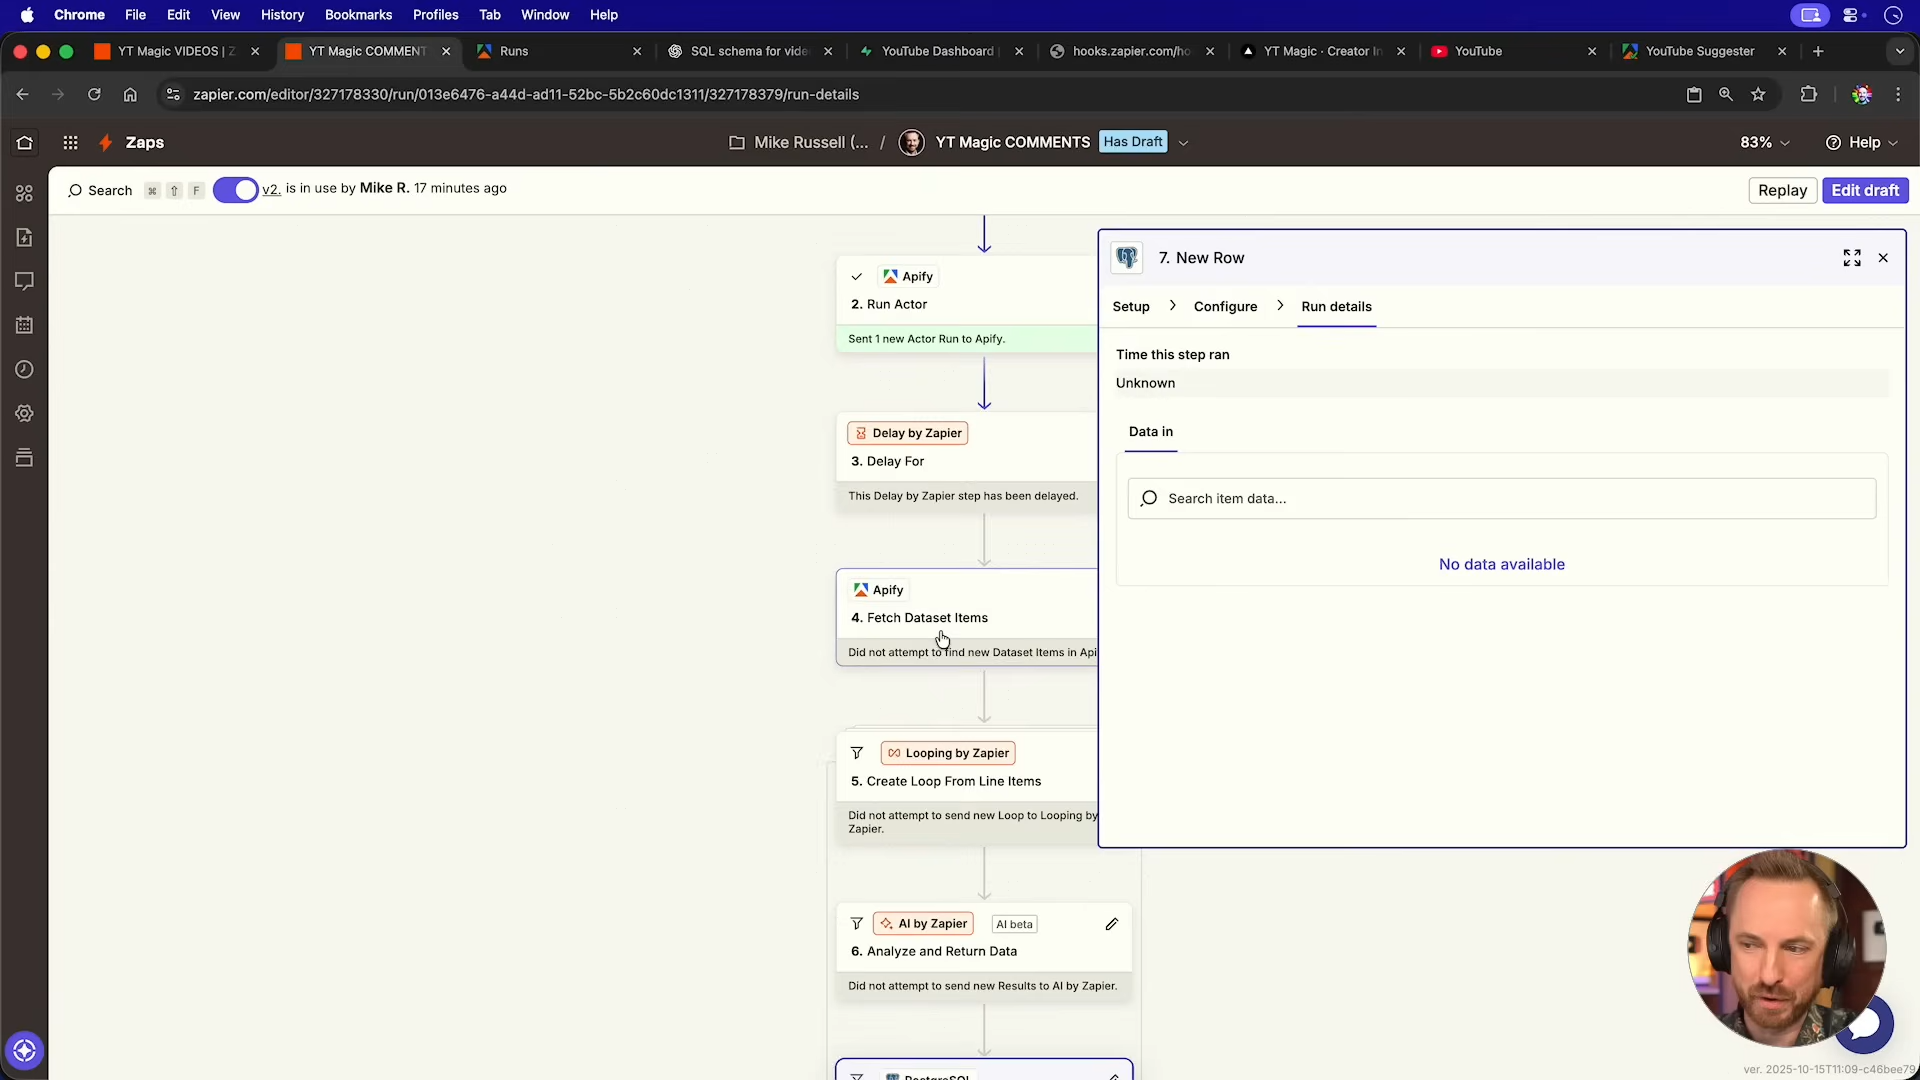 Chrome File Edit View History Bookmarks Profiles Tab Window Help
YT Magic VIDEOS | Z
YT Magic COMMENT
Runs
SQL schema for vide
YouTube Dashboard
hooks.zapier.com/ho
YT Magic · Creator In
YouTube
YouTube Suggester
zapier.com/editor/327178330/run/013e6476-a44d-ad11-52bc-5b2c60dc1311/327178379/run-details
Zaps
Mike Russell (... / YT Magic COMMENTS Has Draft
83% Help
Search ⌘ ⇧ F v2. is in use by Mike R. 17 minutes ago
Replay Edit draft
Apify
2. Run Actor
Sent 1 new Actor Run to Apify.
Delay by Zapier
3. Delay For
This Delay by Zapier step has been delayed.
Apify
4. Fetch Dataset Items
Did not attempt to find new Dataset Items in Api
Looping by Zapier
5. Create Loop From Line Items
Did not attempt to send new Loop to Looping by
Zapier.
AI by Zapier AI beta
6. Analyze and Return Data
Did not attempt to send new Results to AI by Zapier.
PostgreSQL
7. New Row
Setup Configure Run details
Time this step ran
Unknown
Data in
Search item data...
No data available
ver. 2025-10-15T11:09-c46bee79